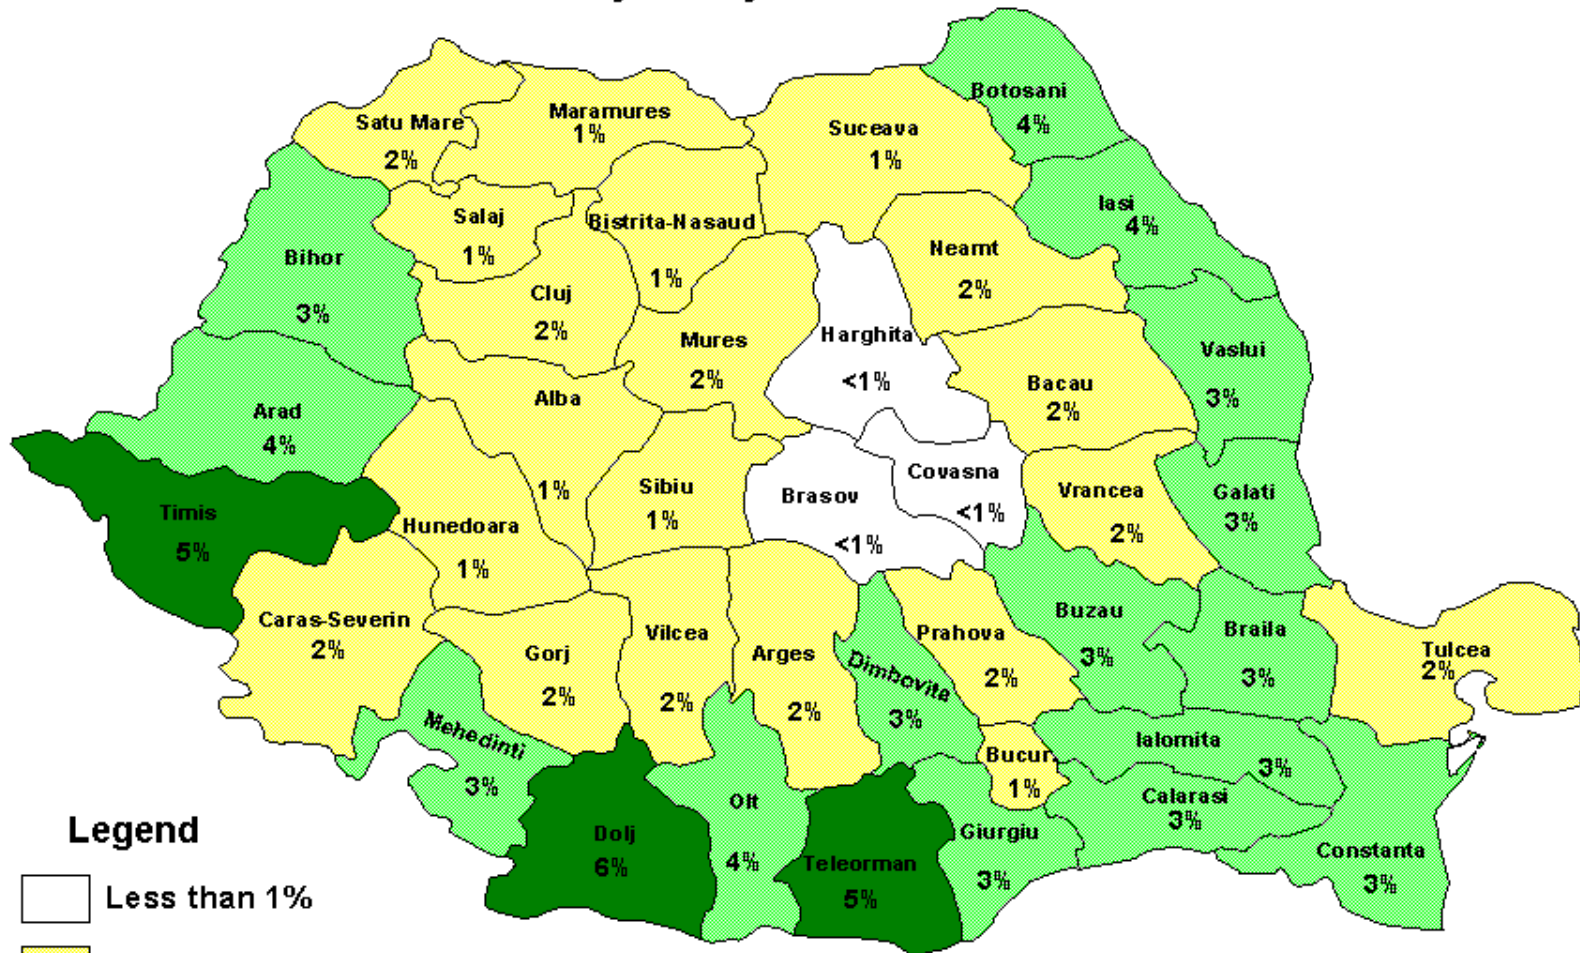 Botosani
4%
Satu Mare
2%
Maramures
1%
Suceava
1%
Iasi
4%
Salaj
1%
Bistrita-Nasaud
1%
Neamt
2%
Bihor
3%
Cluj
2%
Mures
2%
Harghita
<1%
Vaslui
3%
Bacau
2%
Arad
4%
Alba
1%
Timis
5%
Hunedoara
1%
Sibiu
1%
Brasov
<1%
Covasna
<1%
Vrancea
2%
Galati
3%
Caras-Severin
2%
Gorj
2%
Vilcea
2%
Arges
2%
Dimbovita
3%
Prahova
2%
Buzau
3%
Braila
3%
Tulcea
2%
Mehedinti
3%
Dolj
6%
Olt
4%
Teleorman
5%
Giurgiu
3%
Bucur.
1%
Ialomita
3%
Calarasi
3%
Constanta
3%
Legend
Less than 1%